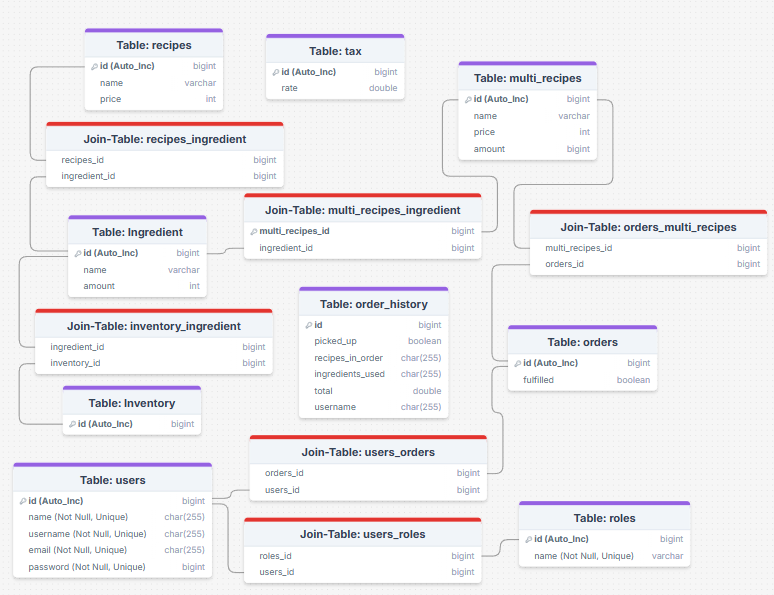 Table: recipes
id (Auto_Inc) bigint
name varchar
price int
Table: tax
id (Auto_Inc) bigint
rate double
Table: multi_recipes
id (Auto_Inc) bigint
name varchar
price int
amount bigint
Join-Table: recipes_ingredient
recipes_id bigint
ingredient_id bigint
Join-Table: multi_recipes_ingredient
multi_recipes_id bigint
ingredient_id bigint
Join-Table: orders_multi_recipes
multi_recipes_id bigint
orders_id bigint
Table: Ingredient
id (Auto_Inc) bigint
name varchar
amount int
Table: order_history
id bigint
picked_up boolean
recipes_in_order char(255)
ingredients_used char(255)
total double
username char(255)
Join-Table: inventory_ingredient
ingredient_id bigint
inventory_id bigint
Table: orders
id (Auto_Inc) bigint
fulfilled boolean
Table: Inventory
id (Auto_Inc) bigint
Join-Table: users_orders
orders_id bigint
users_id bigint
Table: users
id (Auto_Inc) bigint
name (Not Null, Unique) char(255)
username (Not Null, Unique) char(255)
email (Not Null, Unique) char(255)
password (Not Null, Unique) bigint
Join-Table: users_roles
roles_id bigint
users_id bigint
Table: roles
id (Auto_Inc) bigint
name (Not Null, Unique) varchar